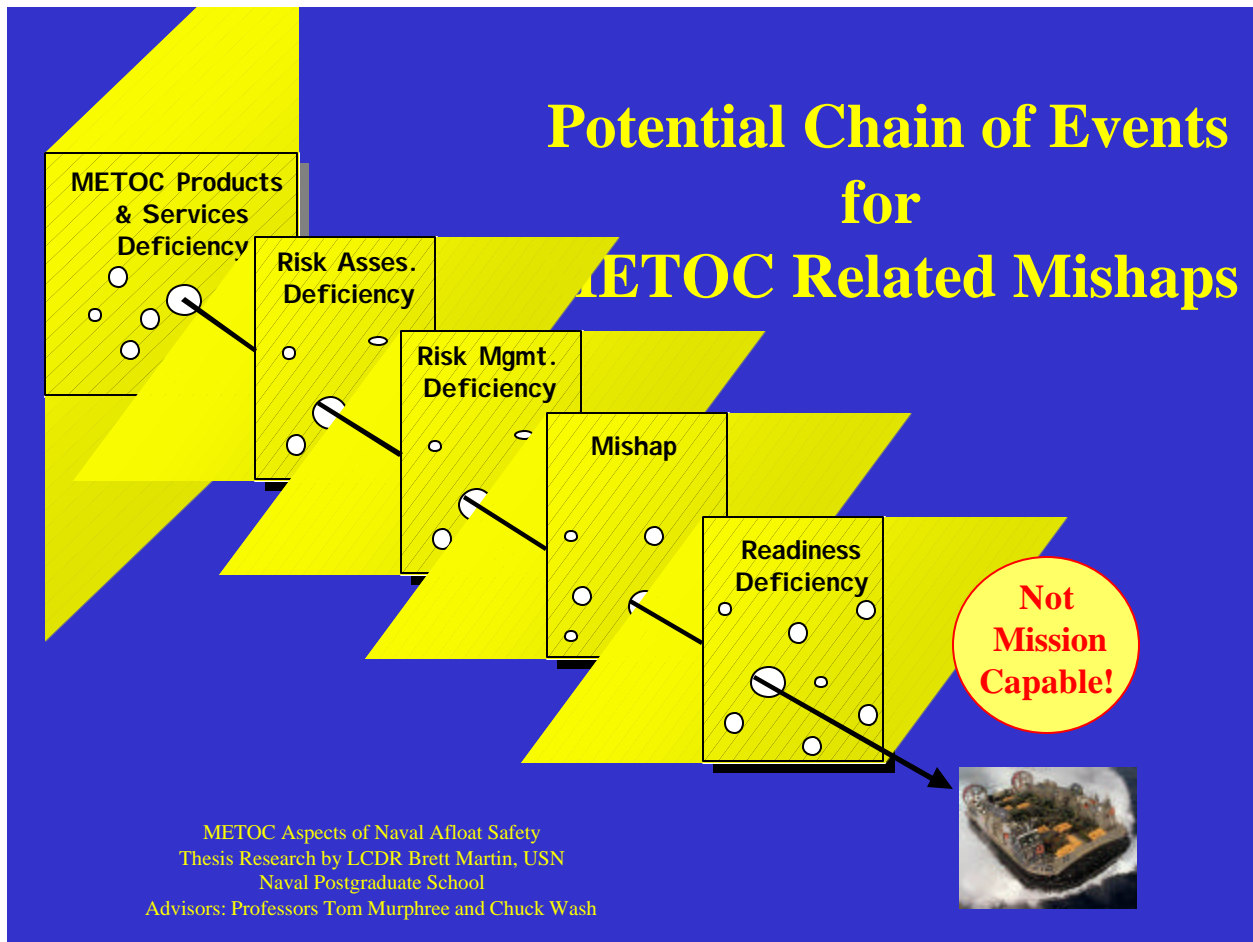 Potential Chain of Events
for
METOC Related Mishaps
METOC Products
& Services
Deficiency
Risk Asses.
Deficiency
Risk Mgmt.
Deficiency
Mishap
Readiness
Deficiency
Not
Mission
Capable!
METOC Aspects of Naval Afloat Safety
Thesis Research by LCDR Brett Martin, USN
Naval Postgraduate School
Advisors: Professors Tom Murphree and Chuck Wash